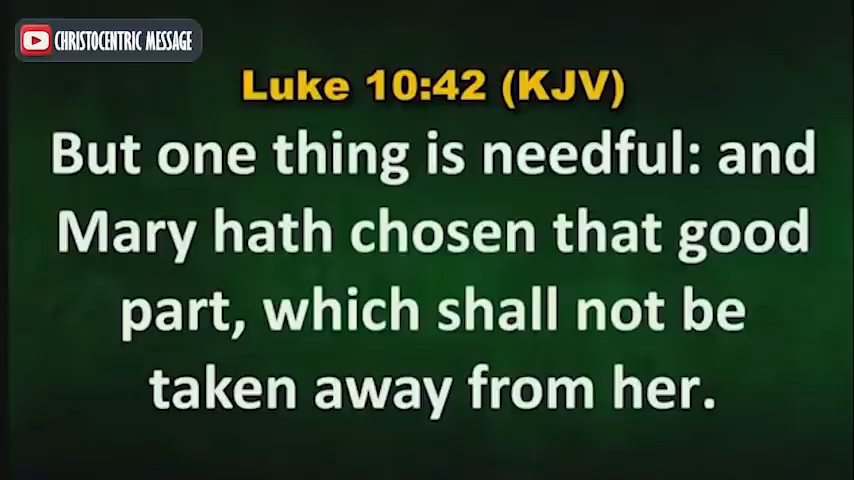 CHRISTOCENTRIC MESSAGE
Luke 10:42 (KJV)
But one thing is needful: and
Mary hath chosen that good
part, which shall not be
taken away from her.